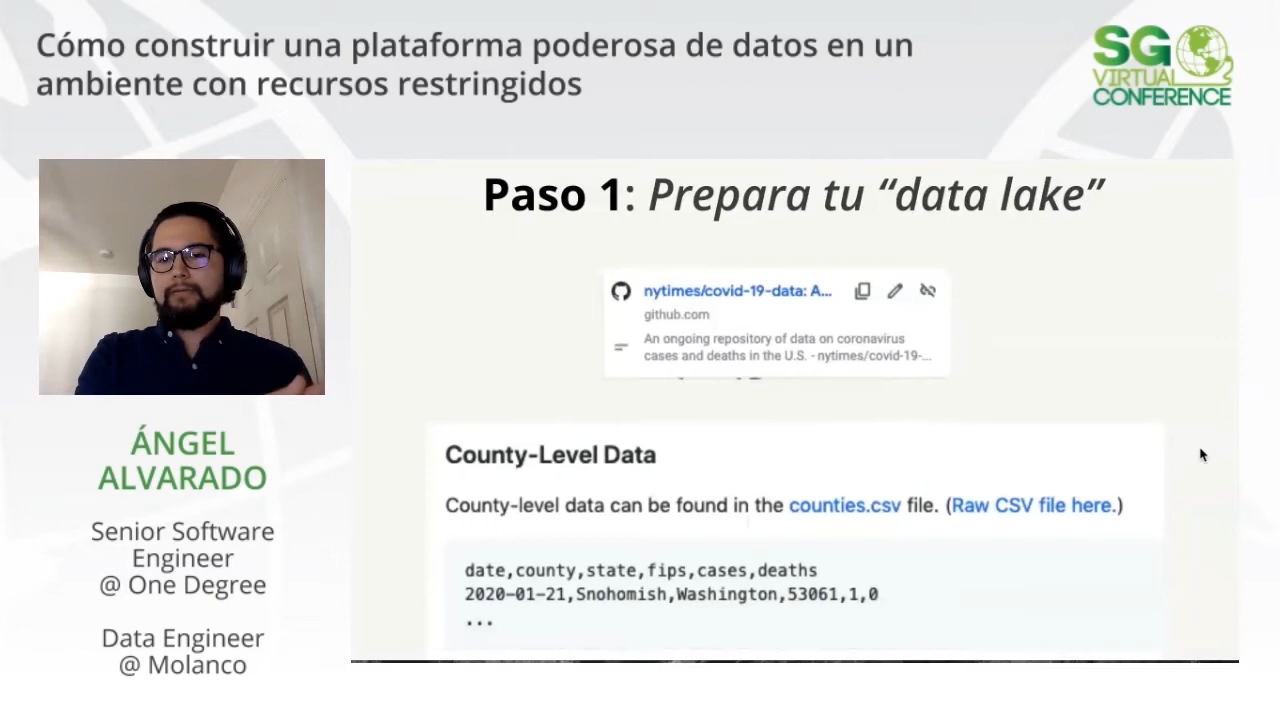 Cómo construir una plataforma poderosa de datos en un
ambiente con recursos restringidos
SG
VIRTUAL
CONFERENCE
Paso 1: Prepara tu “data lake”
nytimes/covid-19-data: A...
github.com
An ongoing repository of data on coronavirus
cases and deaths in the U.S. - nytimes/covid-19-...
County-Level Data
County-level data can be found in the counties.csv file. (Raw CSV file here.)
date,county,state,fips,cases,deaths
2020-01-21,Snohomish,Washington,53061,1,0
...
ÁNGEL
ALVARADO
Senior Software
Engineer
@ One Degree
Data Engineer
@ Molanco